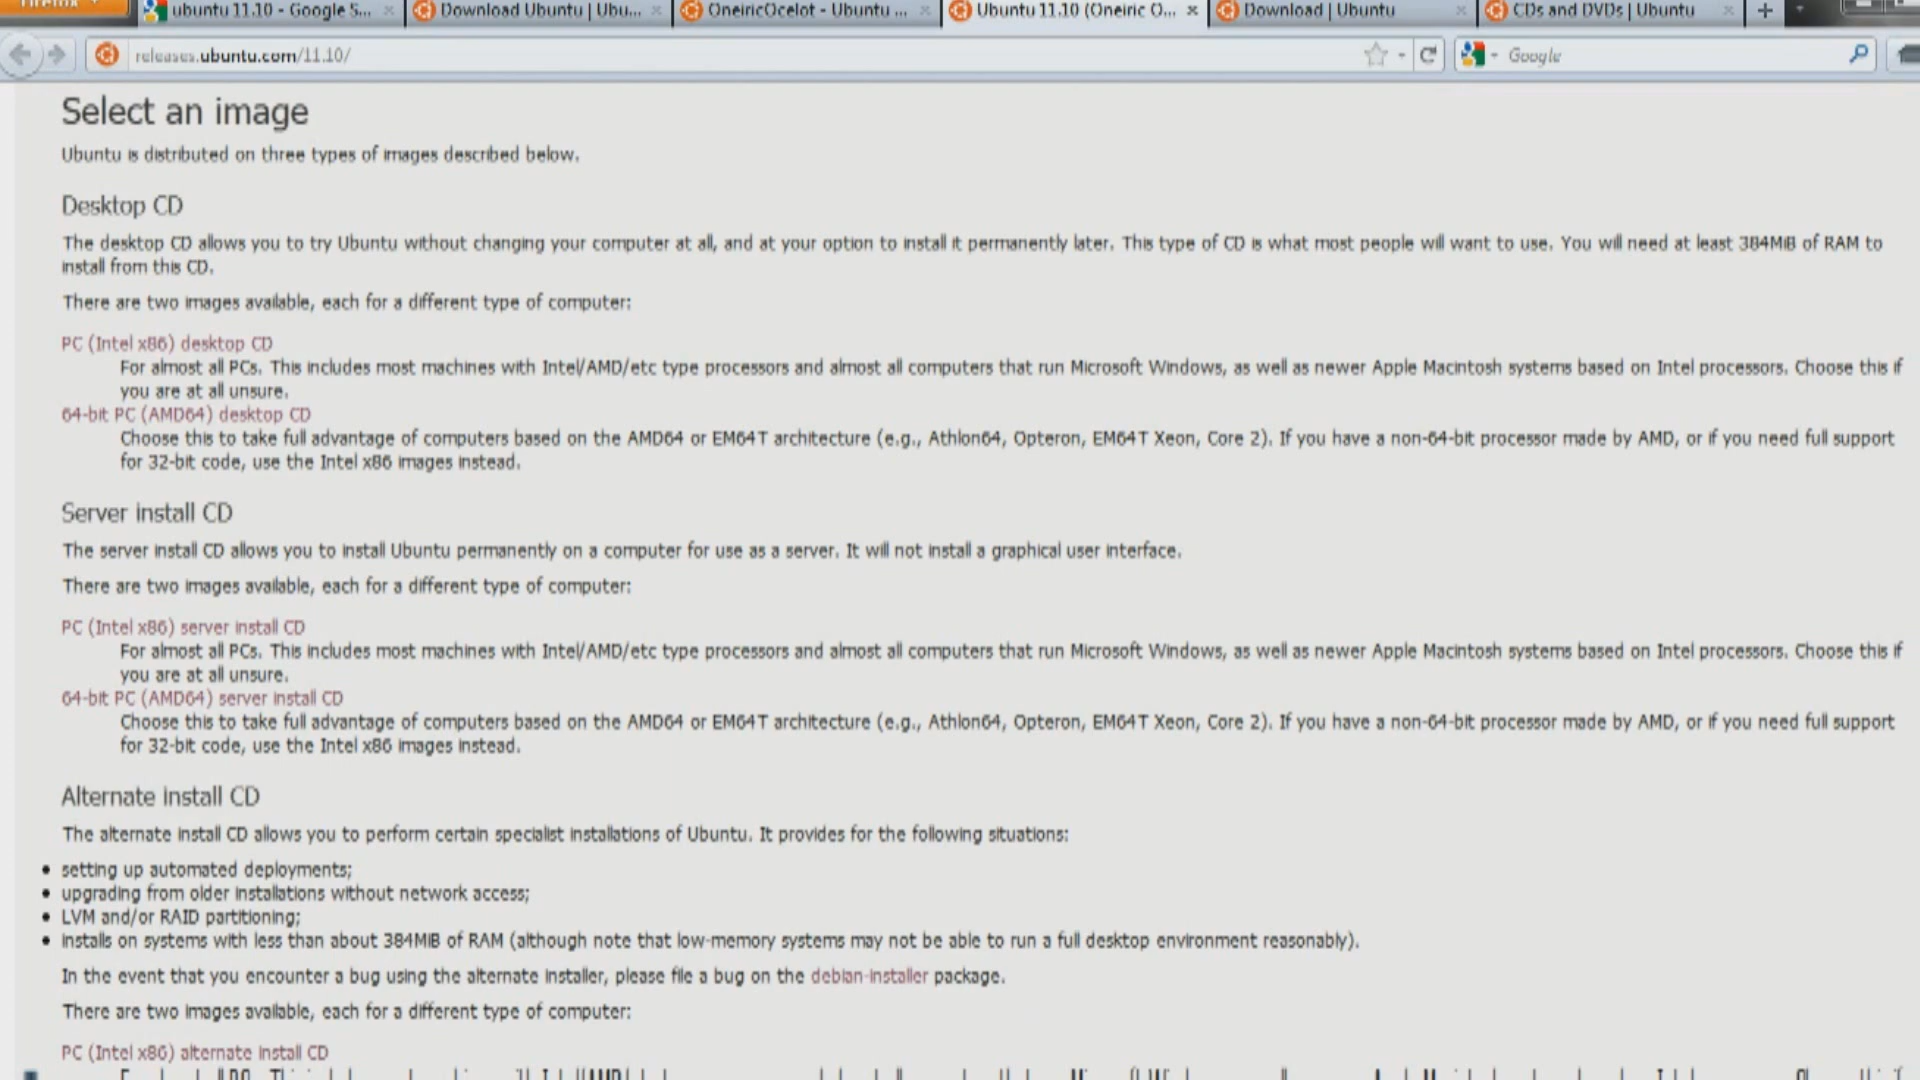 ubuntu 11.10 - Google S...
Download Ubuntu | Ubu...
OneiricOcelot - Ubuntu ...
Ubuntu 11.10 (Oneiric O...
Download | Ubuntu
CDs and DVDs | Ubuntu
releases.ubuntu.com/11.10/
Google
Select an image
Ubuntu is distributed on three types of images described below.
Desktop CD
The desktop CD allows you to try Ubuntu without changing your computer at all, and at your option to install it permanently later. This type of CD is what most people will want to use. You will need at least 384MiB of RAM to
install from this CD.
There are two images available, each for a different type of computer:
PC (Intel x86) desktop CD
For almost all PCs. This includes most machines with Intel/AMD/etc type processors and almost all computers that run Microsoft Windows, as well as newer Apple Macintosh systems based on Intel processors. Choose this if
you are at all unsure.
64-bit PC (AMD64) desktop CD
Choose this to take full advantage of computers based on the AMD64 or EM64T architecture (e.g., Athlon64, Opteron, EM64T Xeon, Core 2). If you have a non-64-bit processor made by AMD, or if you need full support
for 32-bit code, use the Intel x86 images instead.
Server install CD
The server install CD allows you to install Ubuntu permanently on a computer for use as a server. It will not install a graphical user interface.
There are two images available, each for a different type of computer:
PC (Intel x86) server install CD
For almost all PCs. This includes most machines with Intel/AMD/etc type processors and almost all computers that run Microsoft Windows, as well as newer Apple Macintosh systems based on Intel processors. Choose this if
you are at all unsure.
64-bit PC (AMD64) server install CD
Choose this to take full advantage of computers based on the AMD64 or EM64T architecture (e.g., Athlon64, Opteron, EM64T Xeon, Core 2). If you have a non-64-bit processor made by AMD, or if you need full support
for 32-bit code, use the Intel x86 images instead.
Alternate install CD
The alternate install CD allows you to perform certain specialist installations of Ubuntu. It provides for the following situations:
• setting up automated deployments;
• upgrading from older installations without network access;
• LVM and/or RAID partitioning;
• installs on systems with less than about 384MiB of RAM (although note that low-memory systems may not be able to run a full desktop environment reasonably).
In the event that you encounter a bug using the alternate installer, please file a bug on the debian-installer package.
There are two images available, each for a different type of computer:
PC (Intel x86) alternate install CD